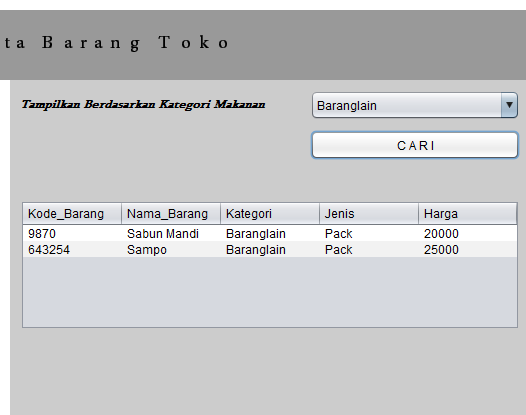 ta Barang Toko
Tampilkan Berdasarkan Kategori Makanan
Baranglain
CARI
Kode_Barang Nama_Barang Kategori Jenis Harga
9870 Sabun Mandi Baranglain Pack 20000
643254 Sampo Baranglain Pack 25000